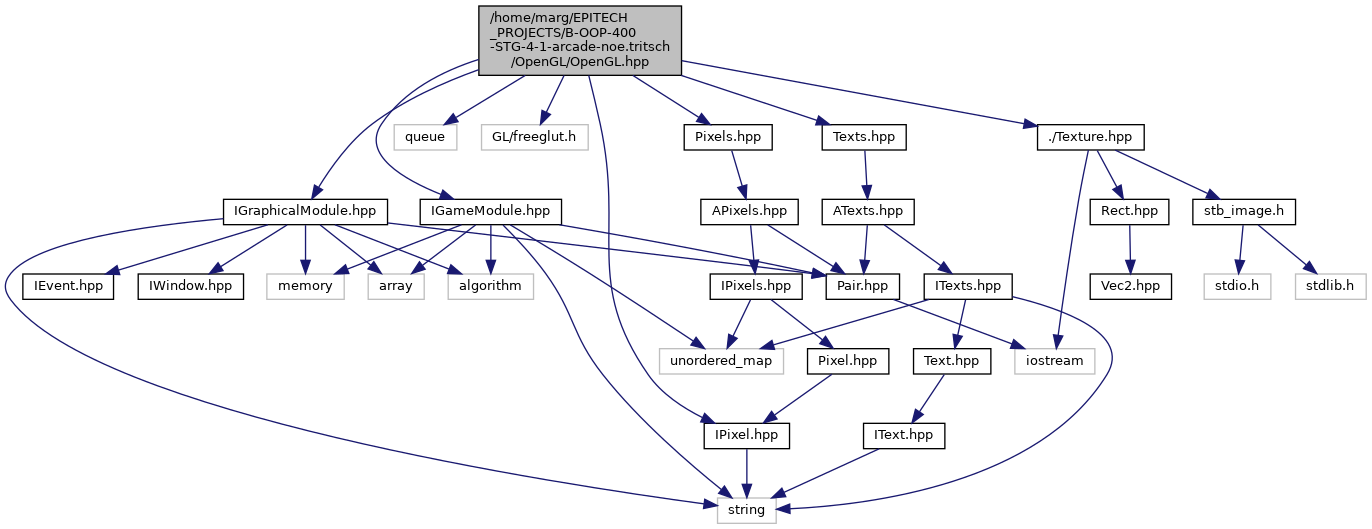 /home/marg/EPITECH
_PROJECTS/B-OOP-400
-STG-4-1-arcade-noe.tritsch
/OpenGL/OpenGL.hpp
queue
GL/freeglut.h
Pixels.hpp
Texts.hpp
./Texture.hpp
IGraphicalModule.hpp
IGameModule.hpp
APixels.hpp
ATexts.hpp
Rect.hpp
stb_image.h
IEvent.hpp
IWindow.hpp
memory
array
algorithm
IPixels.hpp
Pair.hpp
ITexts.hpp
Vec2.hpp
stdio.h
stdlib.h
unordered_map
Pixel.hpp
Text.hpp
iostream
IPixel.hpp
IText.hpp
string